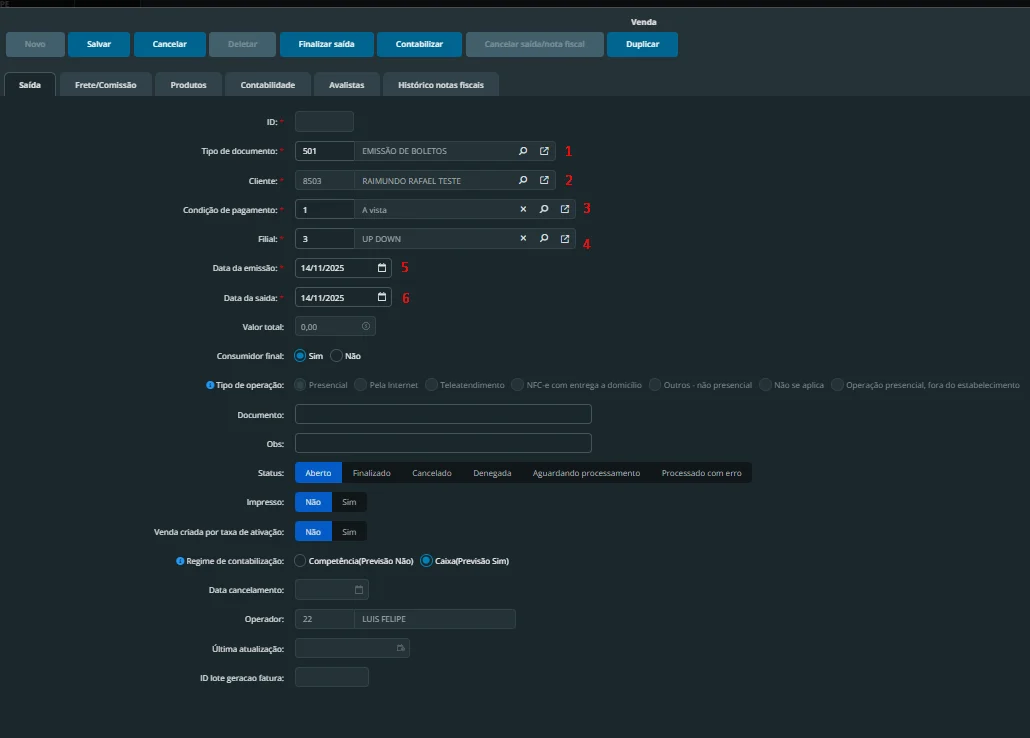 PE
Venda
Novo Salvar Cancelar Deletar Finalizar saída Contabilizar Cancelar saída/nota fiscal Duplicar
Saída Frete/Comissão Produtos Contabilidade Avalistas Histórico notas fiscais
ID: *
Tipo de documento: * 501 EMISSÃO DE BOLETOS 1
Cliente: * 8503 RAIMUNDO RAFAEL TESTE 2
Condição de pagamento: * 1 A vista 3
Filial: * 3 UP DOWN 4
Data da emissão: * 14/11/2025 5
Data da saída: * 14/11/2025 6
Valor total: 0,00
Consumidor final: Sim Não
Tipo de operação: Presencial Pela Internet Teleatendimento NFC-e com entrega a domicílio Outros - não presencial Não se aplica Operação presencial, fora do estabelecimento
Documento:
Obs:
Status: Aberto Finalizado Cancelado Denegada Aguardando processamento Processado com erro
Impresso: Não Sim
Venda criada por taxa de ativação: Não Sim
Regime de contabilização: Competência(Previsão Não) Caixa(Previsão Sim)
Data cancelamento:
Operador: 22 LUIS FELIPE
Última atualização:
ID lote geracao fatura: